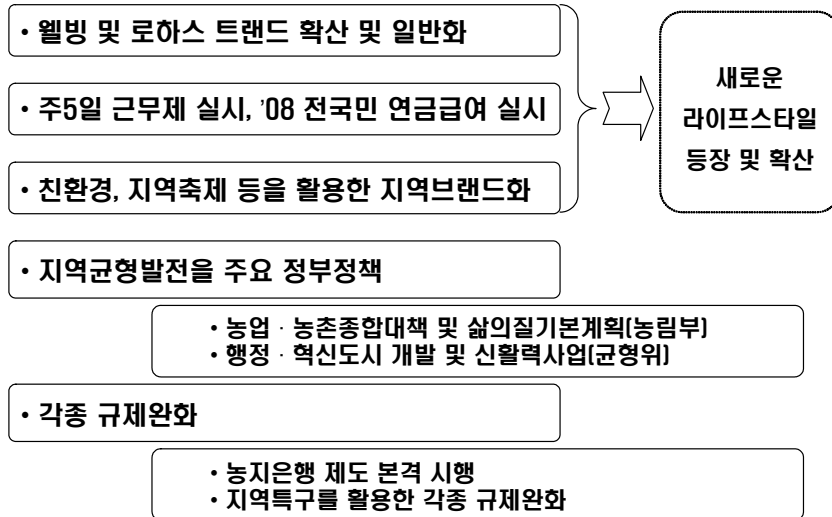 • 웰빙 및 로하스 트랜드 확산 및 일반화
• 주5일 근무제 실시, '08 전국민 연금급여 실시
• 친환경, 지역축제 등을 활용한 지역브랜드화
새로운
라이프스타일
등장 및 확산
• 지역균형발전을 주요 정부정책
• 농업 · 농촌종합대책 및 삶의질기본계획(농림부)
• 행정 · 혁신도시 개발 및 신활력사업(균형위)
• 각종 규제완화
• 농지은행 제도 본격 시행
• 지역특구를 활용한 각종 규제완화